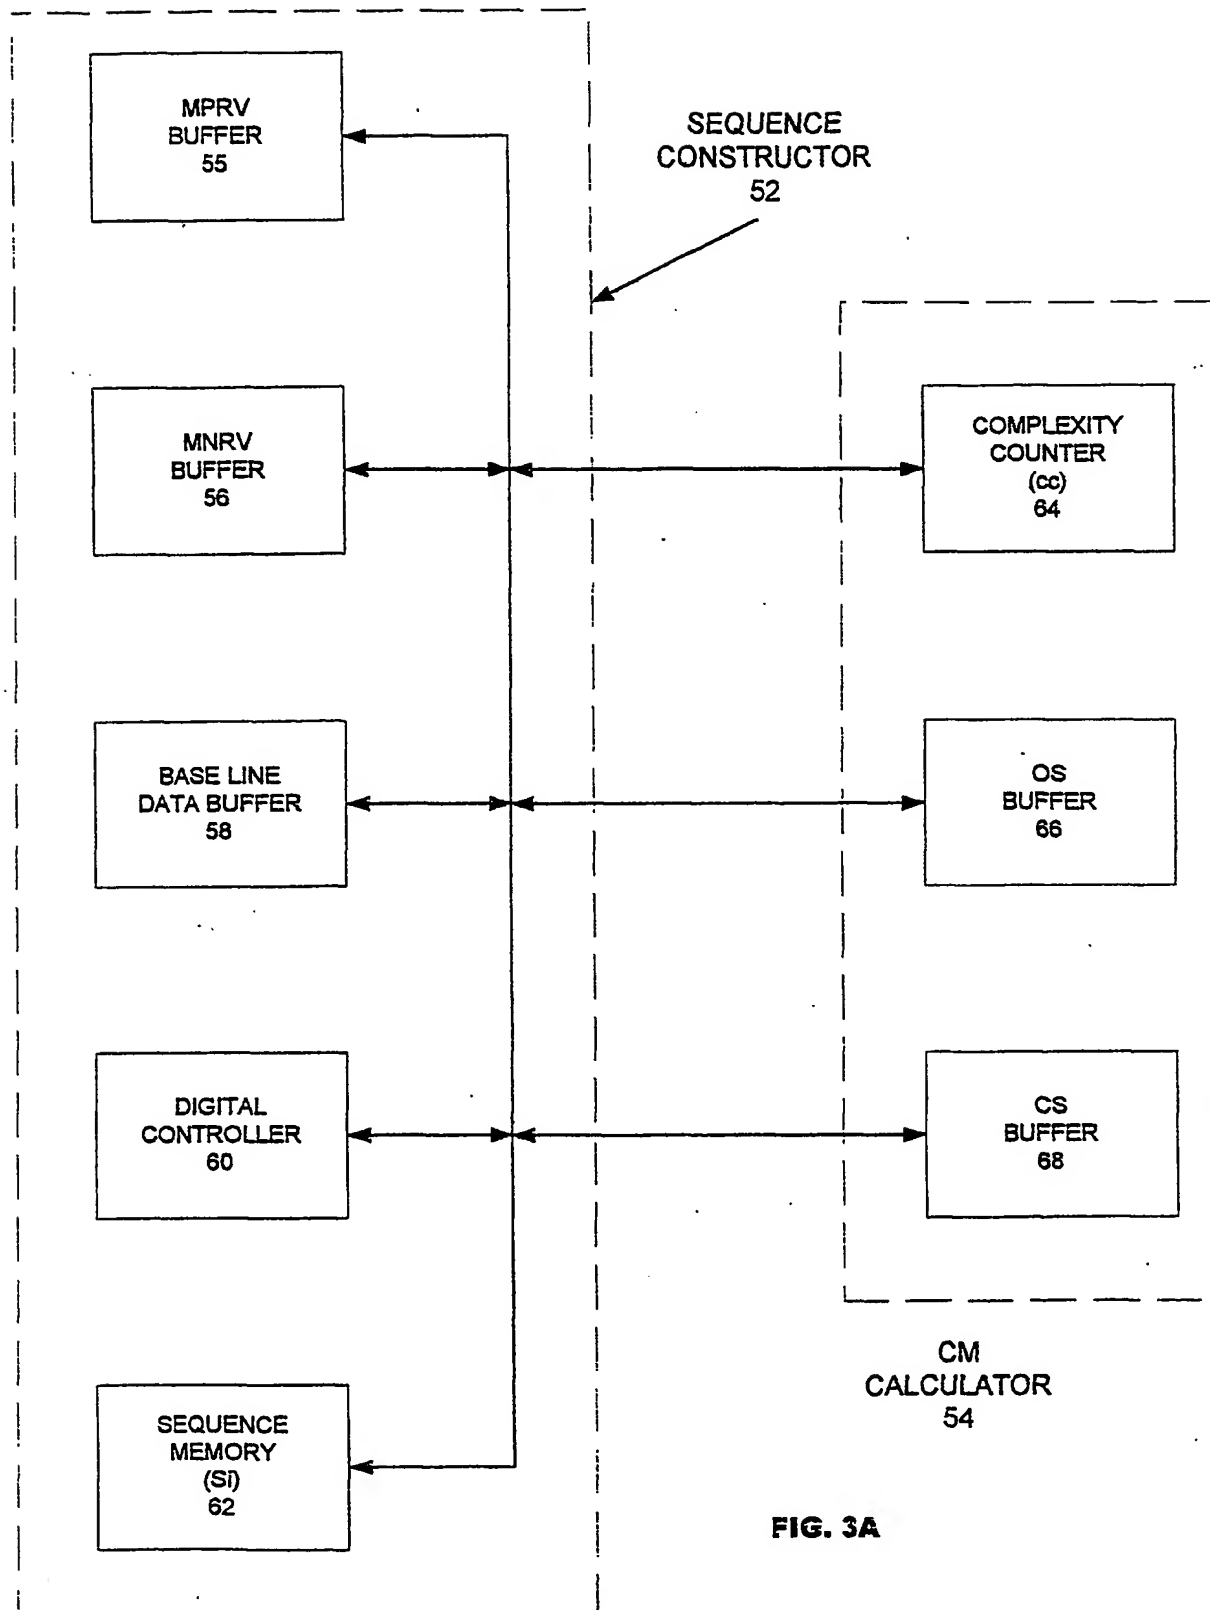 MPRV
BUFFER
55
SEQUENCE
CONSTRUCTOR
52
MNRV
BUFFER
56
COMPLEXITY
COUNTER
(cc)
64
BASE LINE
DATA BUFFER
58
OS
BUFFER
66
DIGITAL
CONTROLLER
60
CS
BUFFER
68
SEQUENCE
MEMORY
(Si)
62
CM
CALCULATOR
54
FIG. 3A